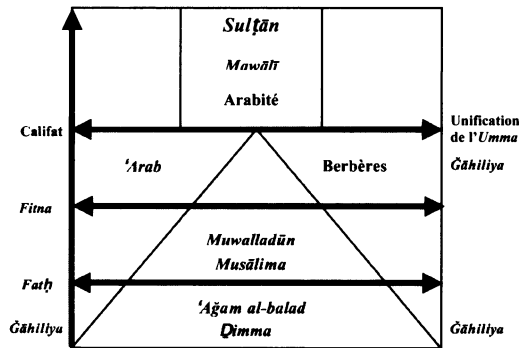 Sulṭān
Mawālī
Arabité
Califat
Unification
de l'Umma
ʿArab
Berbères
Ǧāhiliya
Fitna
Muwalladūn
Musālima
Fatḥ
ʿAǧam al-balad
Ḏimma
Ǧāhiliya
Ǧāhiliya